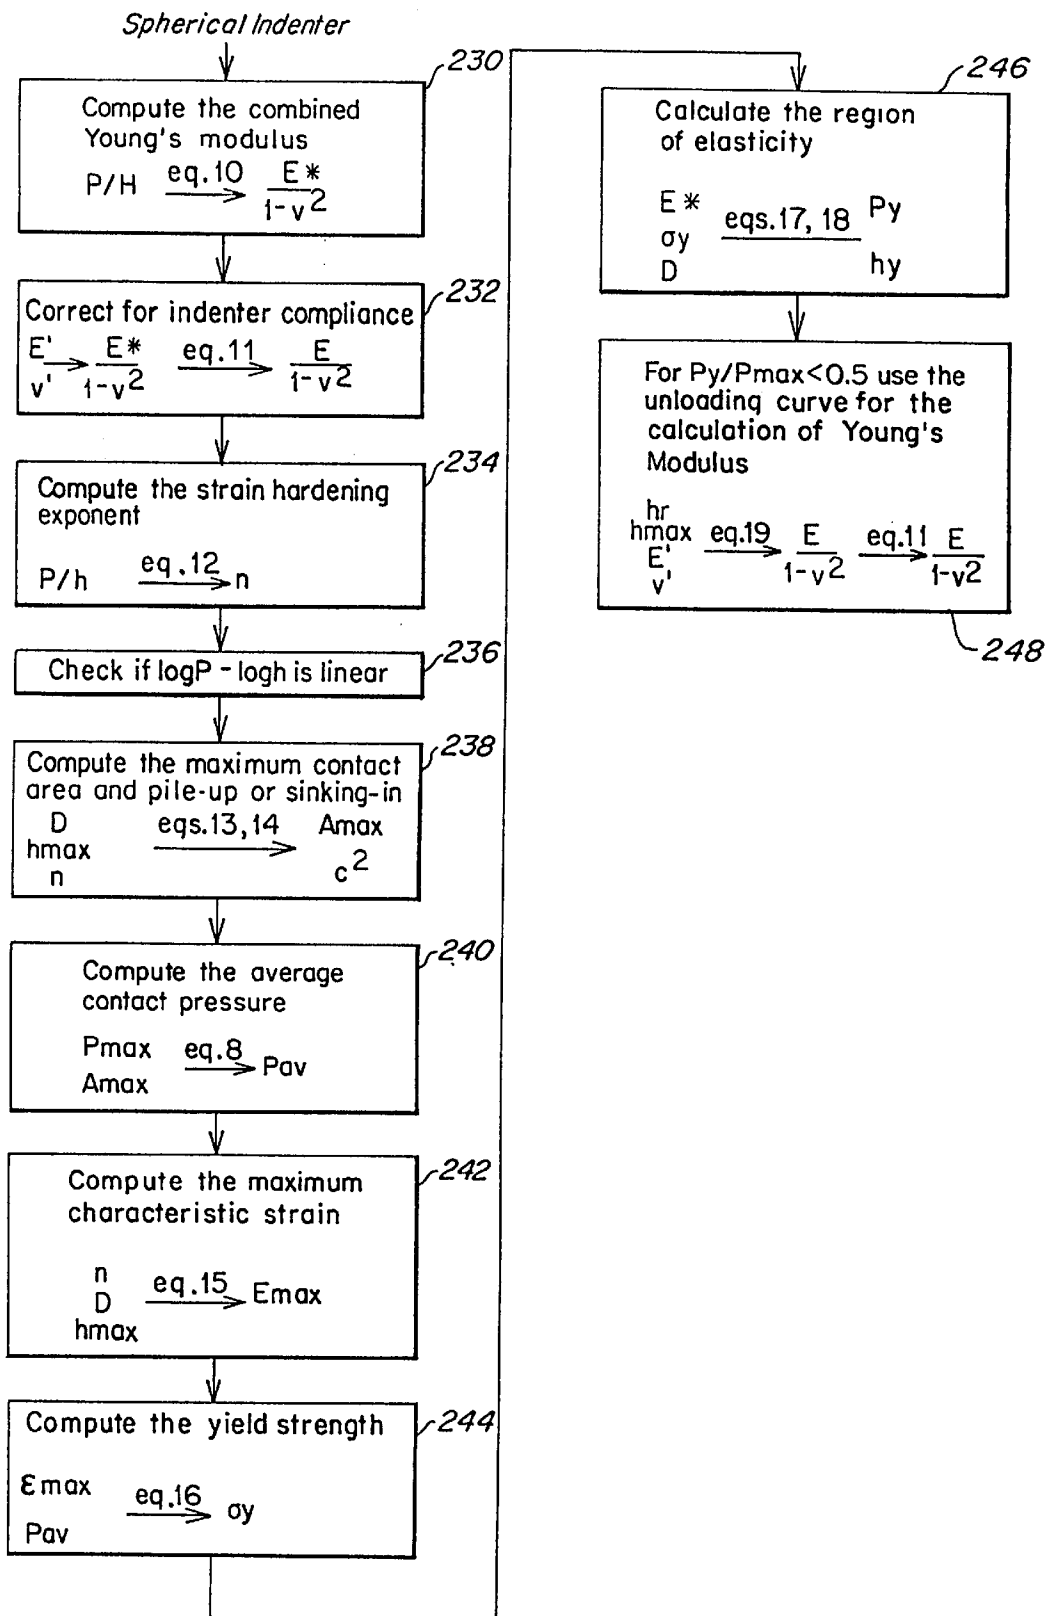 Spherical Indenter
230
Compute the combined
Young's modulus
P/H eq.10 E*
1-v2
232
Correct for indenter compliance
E' E* eq.11 E
v' 1-v2 1-v2
234
Compute the strain hardening
exponent
P/h eq.12 n
236
Check if logP - logh is linear
238
Compute the maximum contact
area and pile-up or sinking-in
D eqs.13,14 Amax
hmax
n c2
240
Compute the average
contact pressure
Pmax eq.8 Pav
Amax
242
Compute the maximum
characteristic strain
n
D eq.15 Emax
hmax
244
Compute the yield strength
εmax eq.16 σy
Pav
246
Calculate the region
of elasticity
E* eqs.17, 18 Py
σy
D hy
For Py/Pmax<0.5 use the
unloading curve for the
calculation of Young's
Modulus
hr
hmax eq.19 E eq.11 E
E' 1-v2 1-v2
v'
248